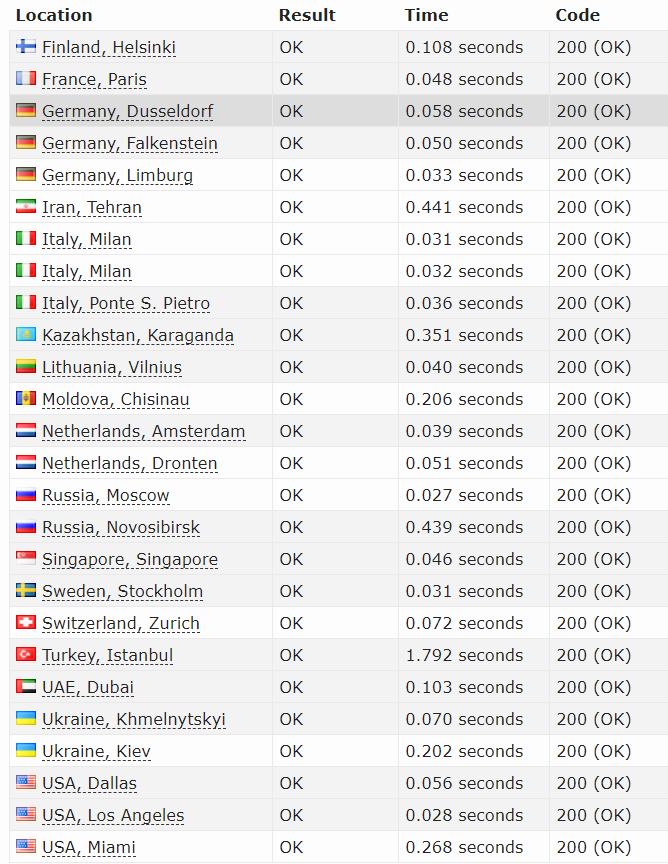 Location Result Time Code
Finland, Helsinki OK 0.108 seconds 200 (OK)
France, Paris OK 0.048 seconds 200 (OK)
Germany, Dusseldorf OK 0.058 seconds 200 (OK)
Germany, Falkenstein OK 0.050 seconds 200 (OK)
Germany, Limburg OK 0.033 seconds 200 (OK)
Iran, Tehran OK 0.441 seconds 200 (OK)
Italy, Milan OK 0.031 seconds 200 (OK)
Italy, Milan OK 0.032 seconds 200 (OK)
Italy, Ponte S. Pietro OK 0.036 seconds 200 (OK)
Kazakhstan, Karaganda OK 0.351 seconds 200 (OK)
Lithuania, Vilnius OK 0.040 seconds 200 (OK)
Moldova, Chisinau OK 0.206 seconds 200 (OK)
Netherlands, Amsterdam OK 0.039 seconds 200 (OK)
Netherlands, Dronten OK 0.051 seconds 200 (OK)
Russia, Moscow OK 0.027 seconds 200 (OK)
Russia, Novosibirsk OK 0.439 seconds 200 (OK)
Singapore, Singapore OK 0.046 seconds 200 (OK)
Sweden, Stockholm OK 0.031 seconds 200 (OK)
Switzerland, Zurich OK 0.072 seconds 200 (OK)
Turkey, Istanbul OK 1.792 seconds 200 (OK)
UAE, Dubai OK 0.103 seconds 200 (OK)
Ukraine, Khmelnytskyi OK 0.070 seconds 200 (OK)
Ukraine, Kiev OK 0.202 seconds 200 (OK)
USA, Dallas OK 0.056 seconds 200 (OK)
USA, Los Angeles OK 0.028 seconds 200 (OK)
USA, Miami OK 0.268 seconds 200 (OK)